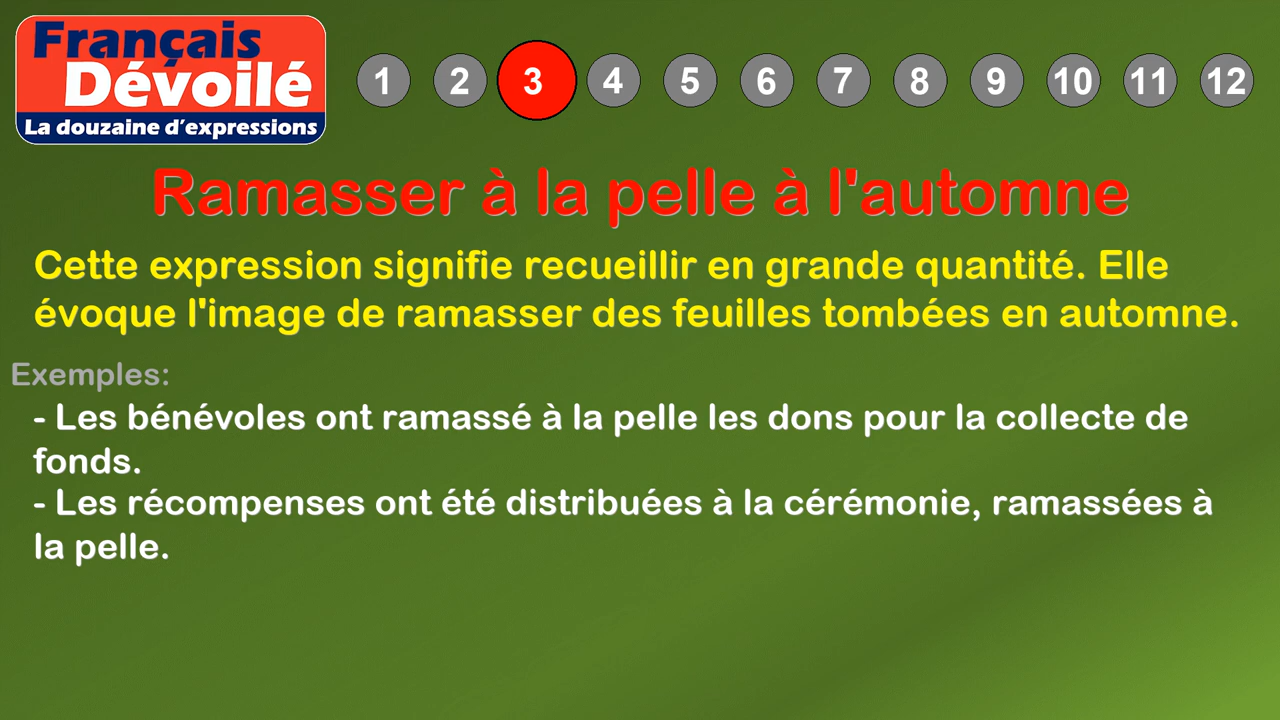 Français
Dévoilé
La douzaine d'expressions
1 2 3 4 5 6 7 8 9 10 11 12
Ramasser à la pelle à l'automne
Cette expression signifie recueillir en grande quantité. Elle
évoque l'image de ramasser des feuilles tombées en automne.
Exemples:
- Les bénévoles ont ramassé à la pelle les dons pour la collecte de
fonds.
- Les récompenses ont été distribuées à la cérémonie, ramassées à
la pelle.